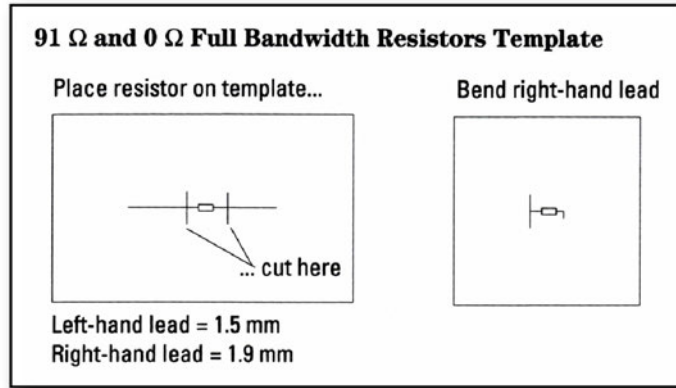 91 Ω and 0 Ω Full Bandwidth Resistors Template
Place resistor on template...
Bend right-hand lead
... cut here
Left-hand lead = 1.5 mm
Right-hand lead = 1.9 mm